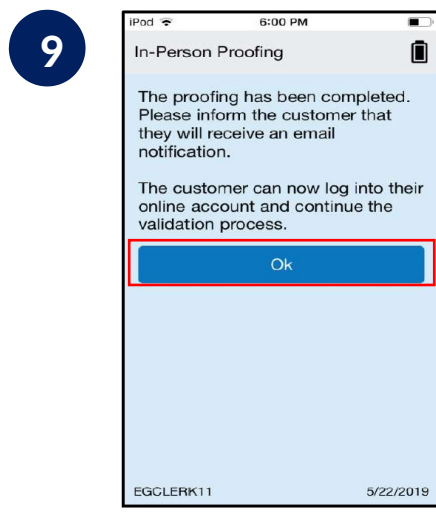 9
iPod 6:00 PM
In-Person Proofing
The proofing has been completed.
Please inform the customer that
they will receive an email
notification.
The customer can now log into their
online account and continue the
validation process.
Ok
EGCLERK11 5/22/2019